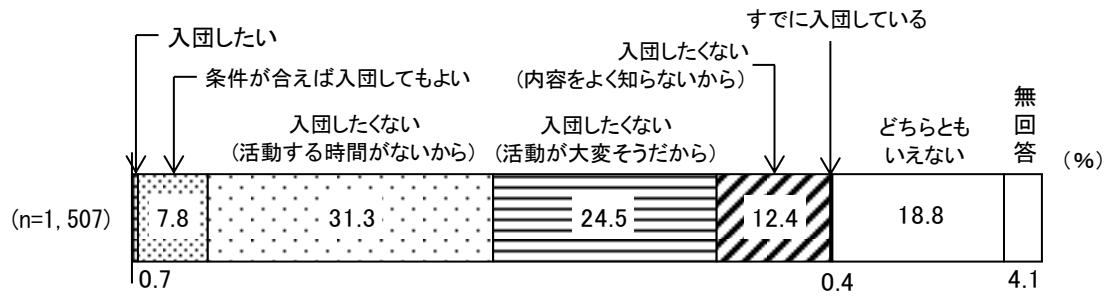 すでに入団している
入団したい
入団したくない
(内容をよく知らないから)
条件が合えば入団してもよい
入団したくない
(活動する時間がないから)
入団したくない
(活動が大変そうだから)
どちらとも
いえない
無回答
(%)
(n=1,507)
7.8
31.3
24.5
12.4
18.8
0.7
0.4
4.1